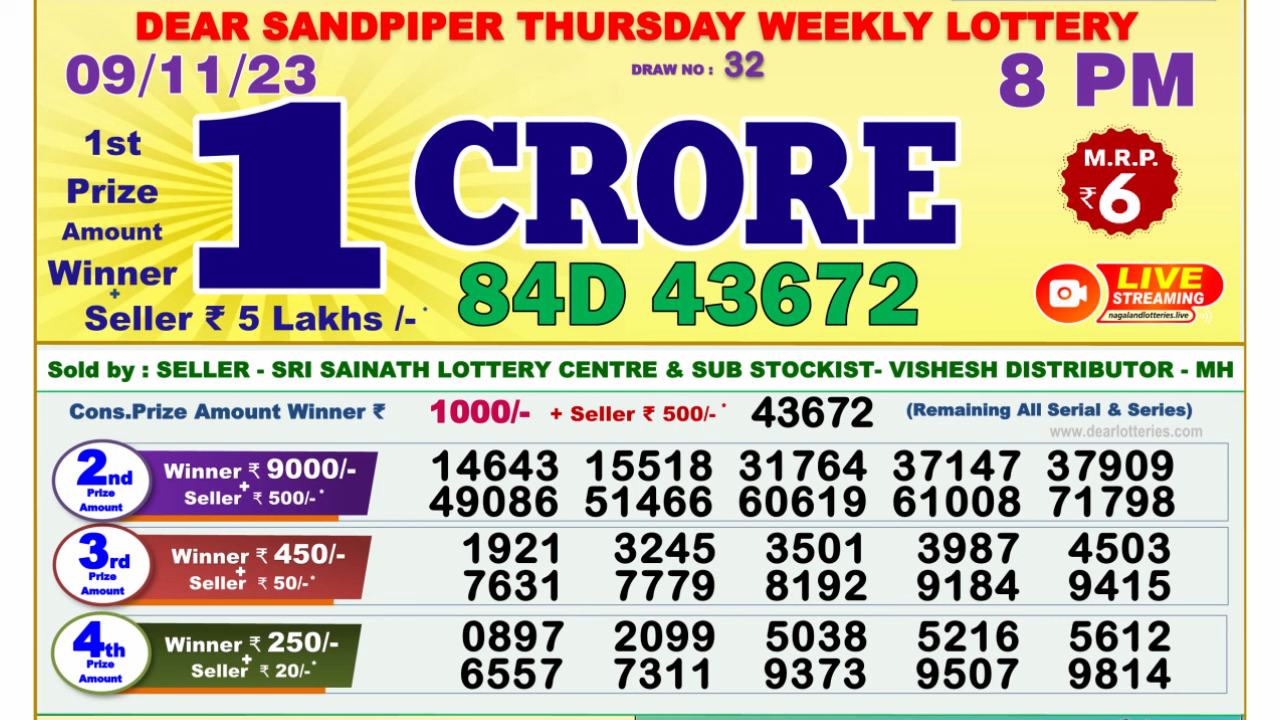 DEAR SANDPIPER THURSDAY WEEKLY LOTTERY
09/11/23
DRAW NO : 32
8 PM
1st
Prize
Amount
Winner
+
Seller ₹ 5 Lakhs /-*
1 CRORE
84D 43672
M.R.P.
₹6
LIVE
STREAMING
nagalandlotteries.live
Sold by : SELLER - SRI SAINATH LOTTERY CENTRE & SUB STOCKIST- VISHESH DISTRIBUTOR - MH
Cons.Prize Amount Winner ₹ 1000/- + Seller ₹ 500/-* 43672 (Remaining All Serial & Series)
www.dearlotteries.com
2nd
Prize
Amount
Winner ₹ 9000/-
+
Seller ₹ 500/-*
14643 15518 31764 37147 37909
49086 51466 60619 61008 71798
3rd
Prize
Amount
Winner ₹ 450/-
+
Seller ₹ 50/-*
1921 3245 3501 3987 4503
7631 7779 8192 9184 9415
4th
Prize
Amount
Winner ₹ 250/-
+
Seller ₹ 20/-*
0897 2099 5038 5216 5612
6557 7311 9373 9507 9814